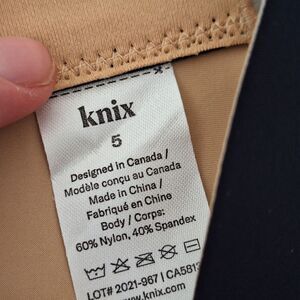 knix
5
Designed in Canada /
Modèle conçu au Canada
Made in China /
Fabriqué en Chine
Body / Corps:
60% Nylon, 40% Spandex
LOT# 2021-967 | CA5813
www.knix.com